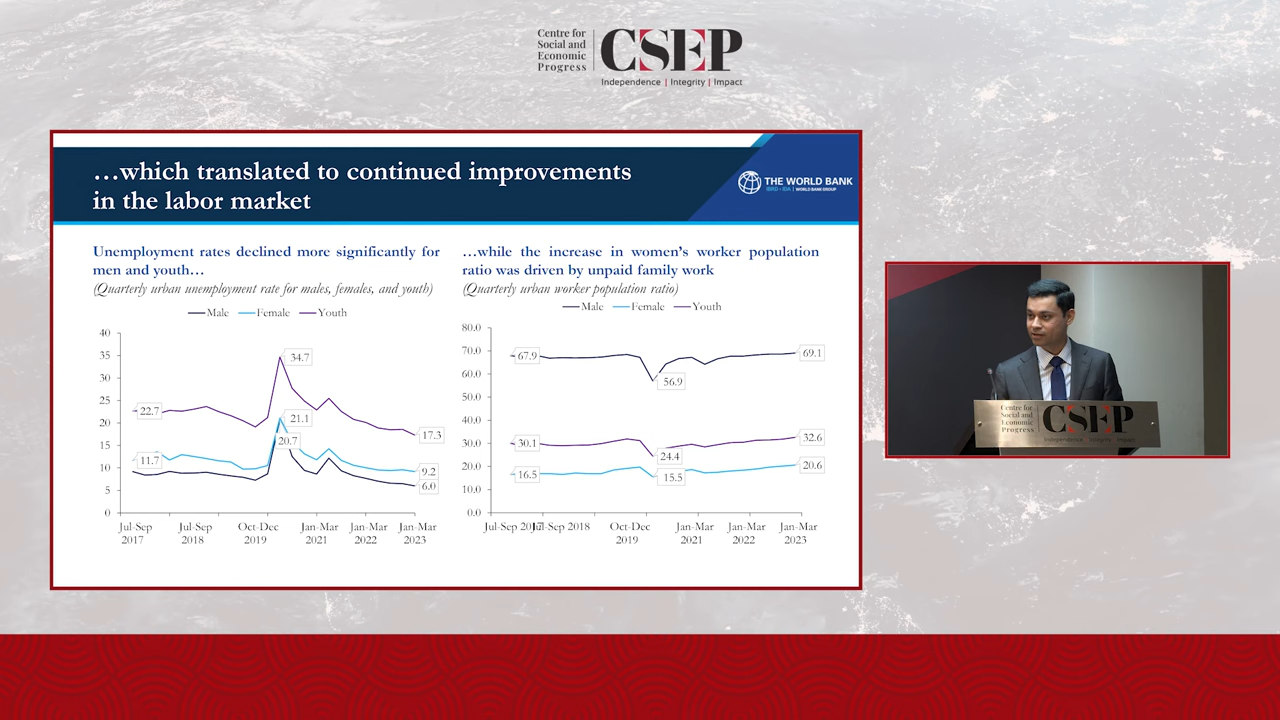 Centre for
Social and
Economic
Progress
CSEP
Independence | Integrity | Impact
…which translated to continued improvements
in the labor market
THE WORLD BANK
IBRD • IDA | WORLD BANK GROUP
Unemployment rates declined more significantly for
men and youth…
(Quarterly urban unemployment rate for males, females, and youth)
Male Female Youth
40
35
30
25
20
15
10
5
0
34.7
22.7
21.1
20.7
17.3
11.7
9.2
6.0
Jul-Sep Jul-Sep Oct-Dec Jan-Mar Jan-Mar Jan-Mar
2017 2018 2019 2021 2022 2023
…while the increase in women's worker population
ratio was driven by unpaid family work
(Quarterly urban worker population ratio)
Male Female Youth
80.0
70.0
60.0
50.0
40.0
30.0
20.0
10.0
0.0
67.9
69.1
56.9
30.1
32.6
24.4
16.5
15.5
20.6
Jul-Sep 2017 Jul-Sep 2018 Oct-Dec Jan-Mar Jan-Mar Jan-Mar
2019 2021 2022 2023
Centre for
Social and
Economic
Progress
CSEP
Independence | Integrity | Impact